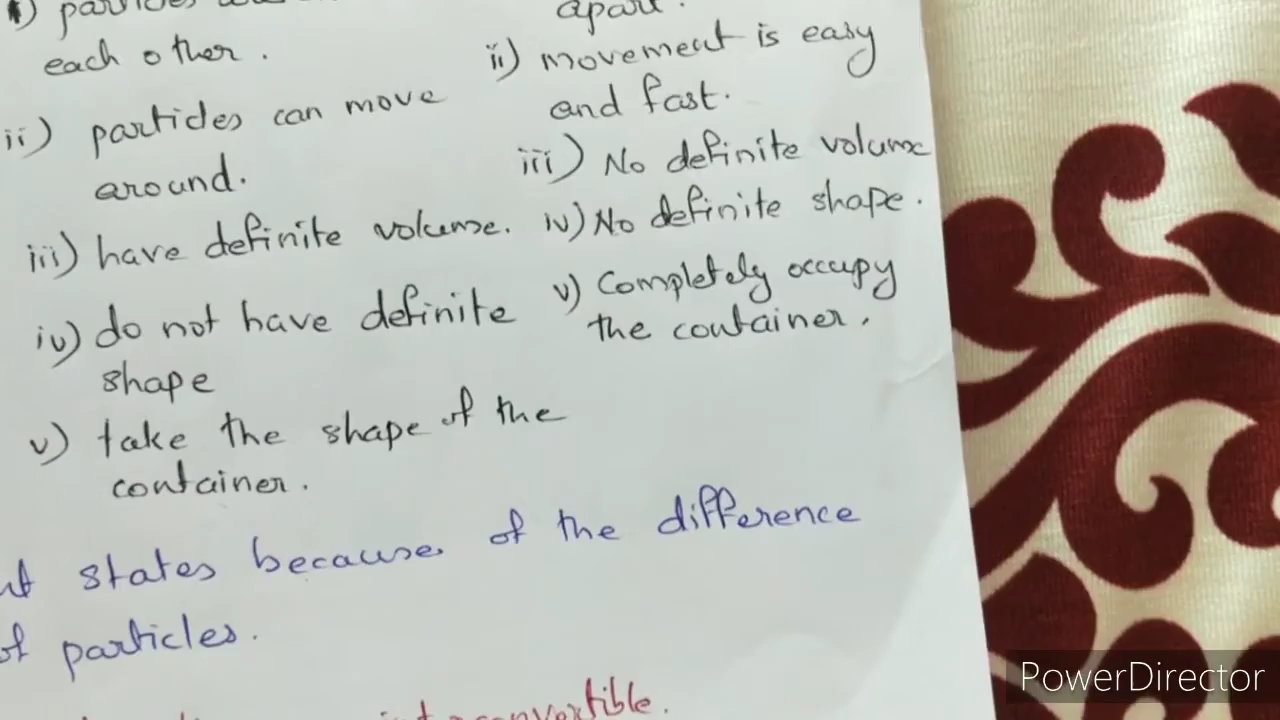 each other.
ii) particles can move
around.
iii) have definite volume.
iv) do not have definite
shape
v) take the shape of the
container.
apart.
ii) movement is easy
and fast.
iii) No definite volume
iv) No definite shape.
v) Completely occupy
the container.
states because of the difference
of particles.
PowerDirector